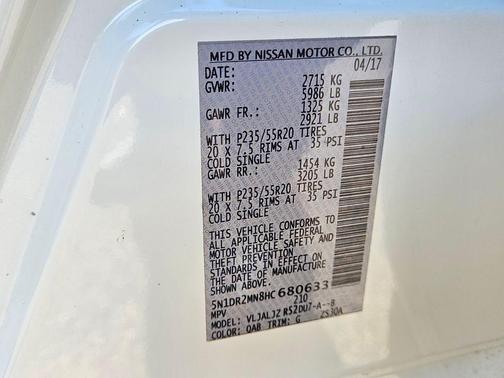 MFD BY NISSAN MOTOR CO., LTD.
DATE: 04/17
GVWR: 2715 KG
5986 LB
GAWR FR.: 1325 KG
2921 LB
WITH P235/55R20 TIRES
20 X 7.5 RIMS AT 35 PSI
COLD SINGLE
GAWR RR.: 1454 KG
3205 LB
WITH P235/55R20 TIRES
20 X 7.5 RIMS AT 35 PSI
COLD SINGLE
THIS VEHICLE CONFORMS TO
ALL APPLICABLE FEDERAL
MOTOR VEHICLE SAFETY AND
THEFT PREVENTION
STANDARDS IN EFFECT ON
THE DATE OF MANUFACTURE
SHOWN ABOVE.
5N1DR2MN8HC680633
MPV 210
MODEL: VLJALJZ R52DU7-A--B
COLOR: QAB TRIM: G ZS30A